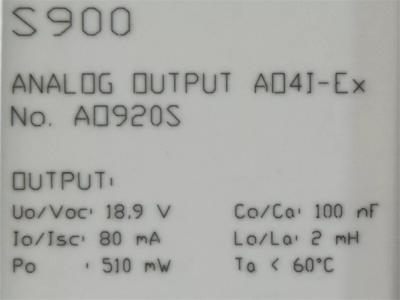 S900
ANALOG OUTPUT AO4I-Ex
No. AO920S
OUTPUT:
Uo/Voc: 18,9 V Co/Ca: 100 nF
Io/Isc: 80 mA Lo/La: 2 mH
Po : 510 mW Ta < 60°C